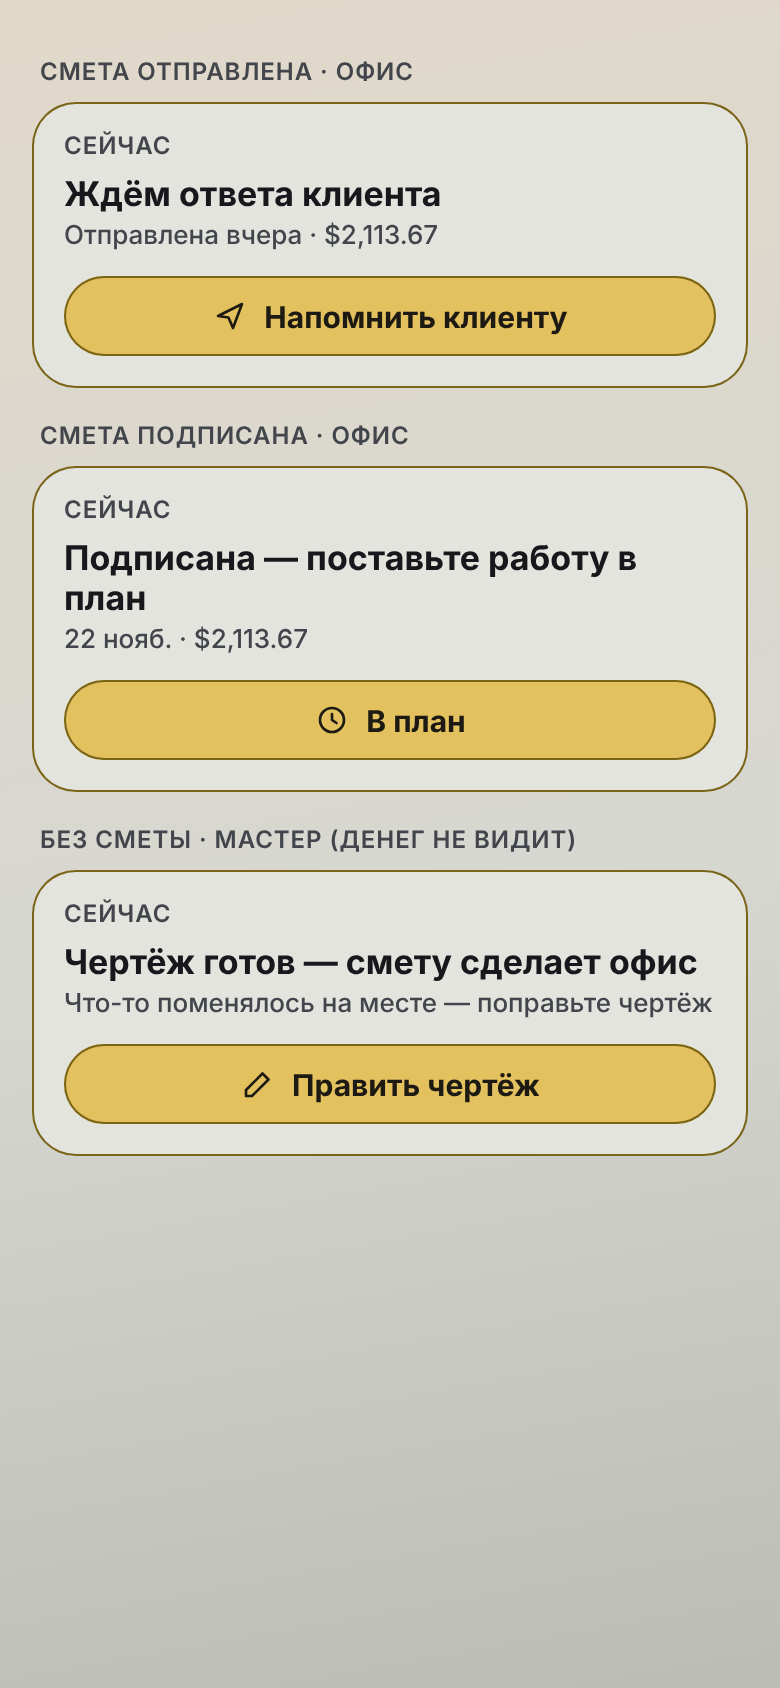 СМЕТА ОТПРАВЛЕНА · ОФИС
СЕЙЧАС
Ждём ответа клиента
Отправлена вчера · $2,113.67
Напомнить клиенту
СМЕТА ПОДПИСАНА · ОФИС
СЕЙЧАС
Подписана — поставьте работу в
план
22 нояб. · $2,113.67
В план
БЕЗ СМЕТЫ · МАСТЕР (ДЕНЕГ НЕ ВИДИТ)
СЕЙЧАС
Чертёж готов — смету сделает офис
Что-то поменялось на месте — поправьте чертёж
Править чертёж